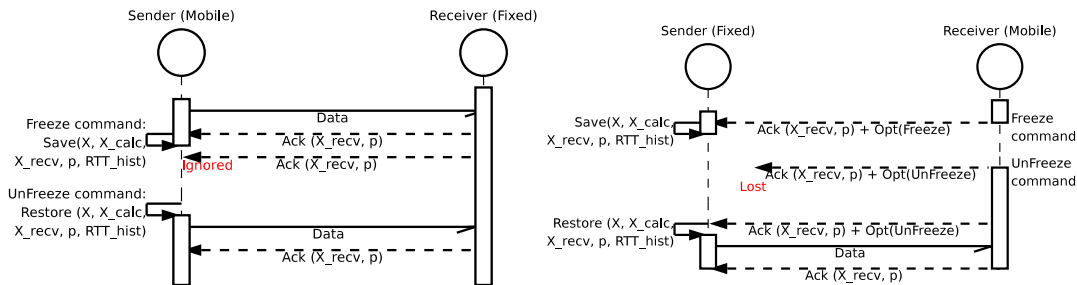 Sender (Mobile)
Receiver (Fixed)
Data
Freeze command:
Save(X, X_calc,
X_recv, p, RTT_hist)
Ack (X_recv, p)
Ack (X_recv, p)
Ignored
UnFreeze command:
Restore (X, X_calc,
X_recv, p, RTT_hist)
Data
Ack (X_recv, p)
Sender (Fixed)
Receiver (Mobile)
Save(X, X_calc,
X_recv, p, RTT_hist)
Ack (X_recv, p) + Opt(Freeze)
Freeze
command
UnFreeze
command
Ack (X_recv, p) + Opt(UnFreeze)
Lost
Restore (X, X_calc,
X_recv, p, RTT_hist)
Ack (X_recv, p) + Opt(UnFreeze)
Data
Ack (X_recv, p)